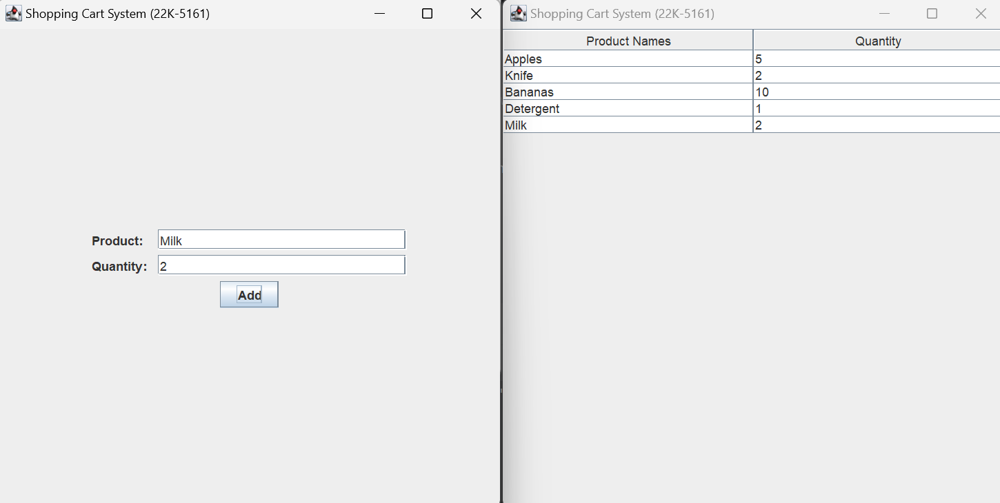 Shopping Cart System (22K-5161)
Product: Milk
Quantity: 2
Add
Shopping Cart System (22K-5161)
Product Names Quantity
Apples 5
Knife 2
Bananas 10
Detergent 1
Milk 2